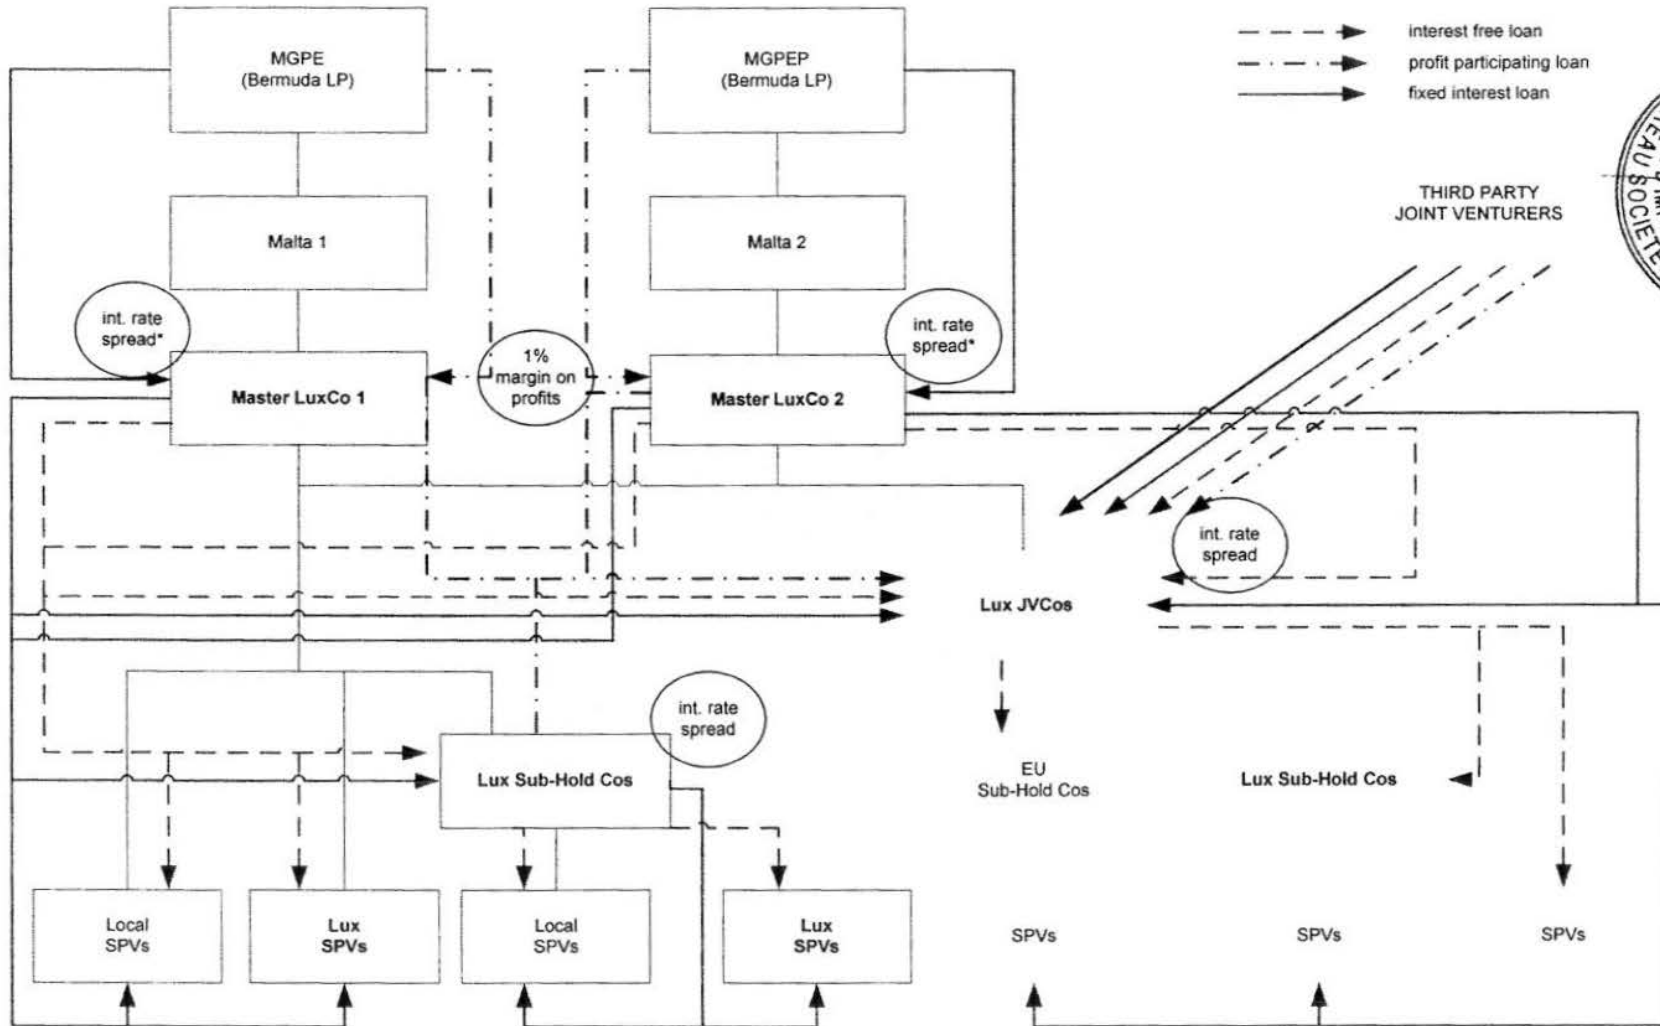 MGPE
(Bermuda LP)
MGPEP
(Bermuda LP)
interest free loan
profit participating loan
fixed interest loan
THIRD PARTY
JOINT VENTURERS
Malta 1
Malta 2
int. rate
spread*
1%
margin on
profits
int. rate
spread*
Master LuxCo 1
Master LuxCo 2
int. rate
spread
Lux JVCos
int. rate
spread
Lux Sub-Hold Cos
EU
Sub-Hold Cos
Lux Sub-Hold Cos
Local
SPVs
Lux
SPVs
Local
SPVs
Lux
SPVs
SPVs
SPVs
SPVs
SOCIETE